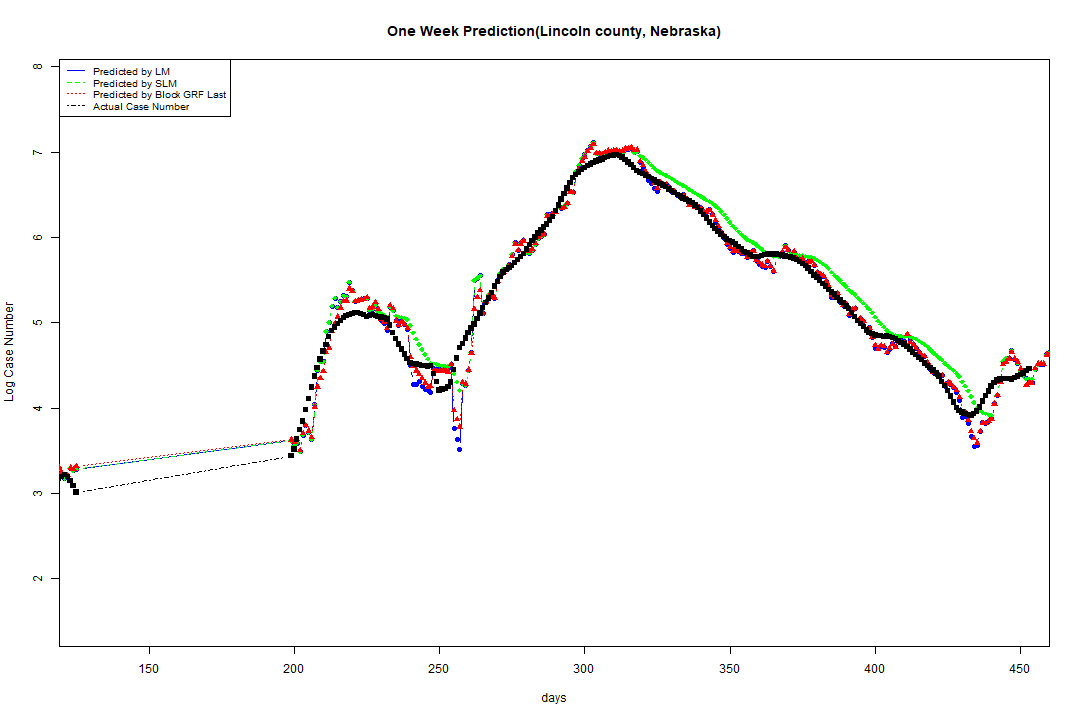 One Week Prediction(Lincoln county, Nebraska)
Predicted by LM
Predicted by SLM
Predicted by Block GRF Last
Actual Case Number
8
7
6
5
4
3
2
Log Case Number
150 200 250 300 350 400 450
days